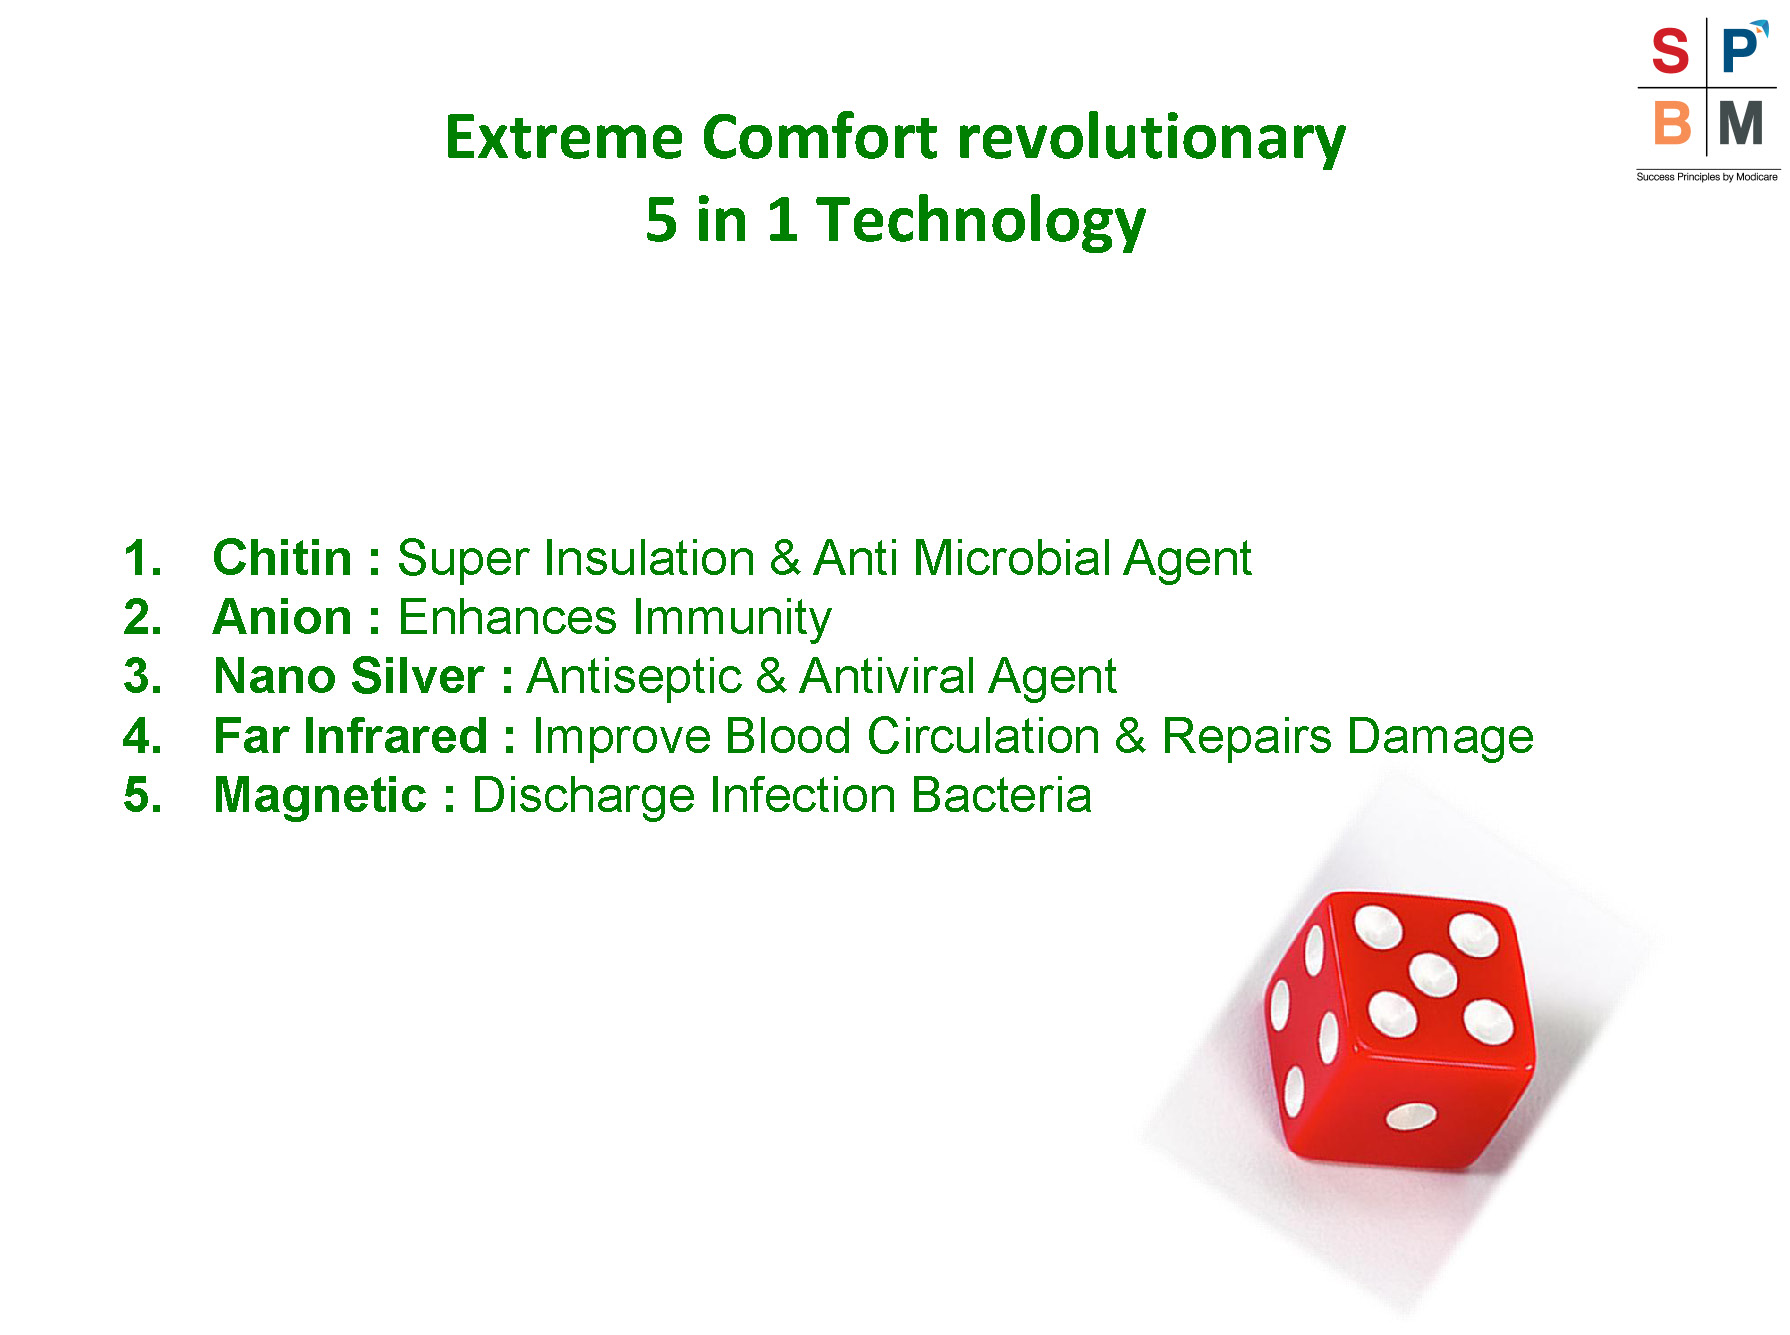 S P
B M
Success Principles by Modicare
Extreme Comfort revolutionary
5 in 1 Technology
1. Chitin : Super Insulation & Anti Microbial Agent
2. Anion : Enhances Immunity
3. Nano Silver : Antiseptic & Antiviral Agent
4. Far Infrared : Improve Blood Circulation & Repairs Damage
5. Magnetic : Discharge Infection Bacteria